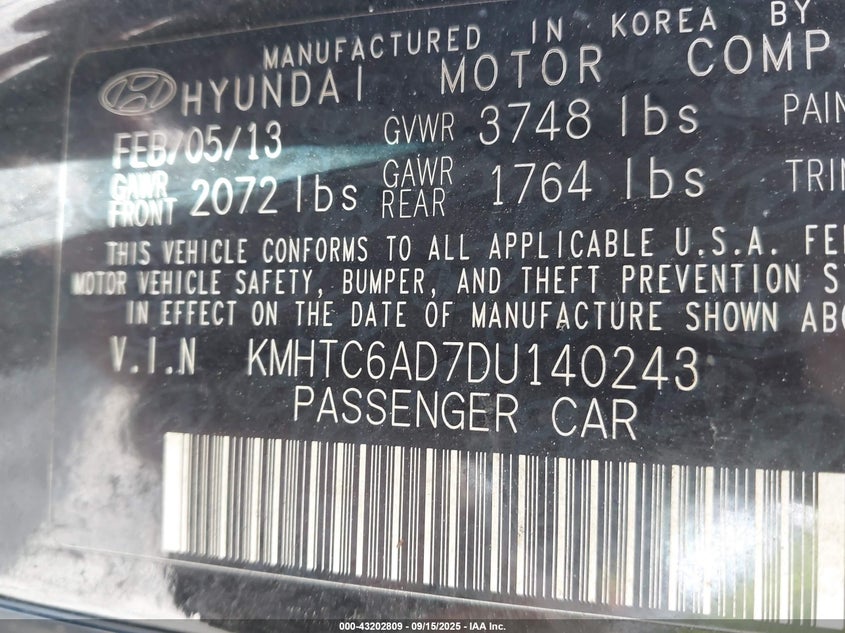 MANUFACTURED IN KOREA BY
HYUNDAI MOTOR COMP
FEB/05/13 GVWR 3748 lbs PAIN
GAWR FRONT 2072 lbs GAWR REAR 1764 lbs TRIM
THIS VEHICLE CONFORMS TO ALL APPLICABLE U.S.A. FE
MOTOR VEHICLE SAFETY, BUMPER, AND THEFT PREVENTION S
IN EFFECT ON THE DATE OF MANUFACTURE SHOWN ABO
V.I.N KMHTC6AD7DU140243
PASSENGER CAR
000-43202809 - 09/15/2025 - IAA Inc.